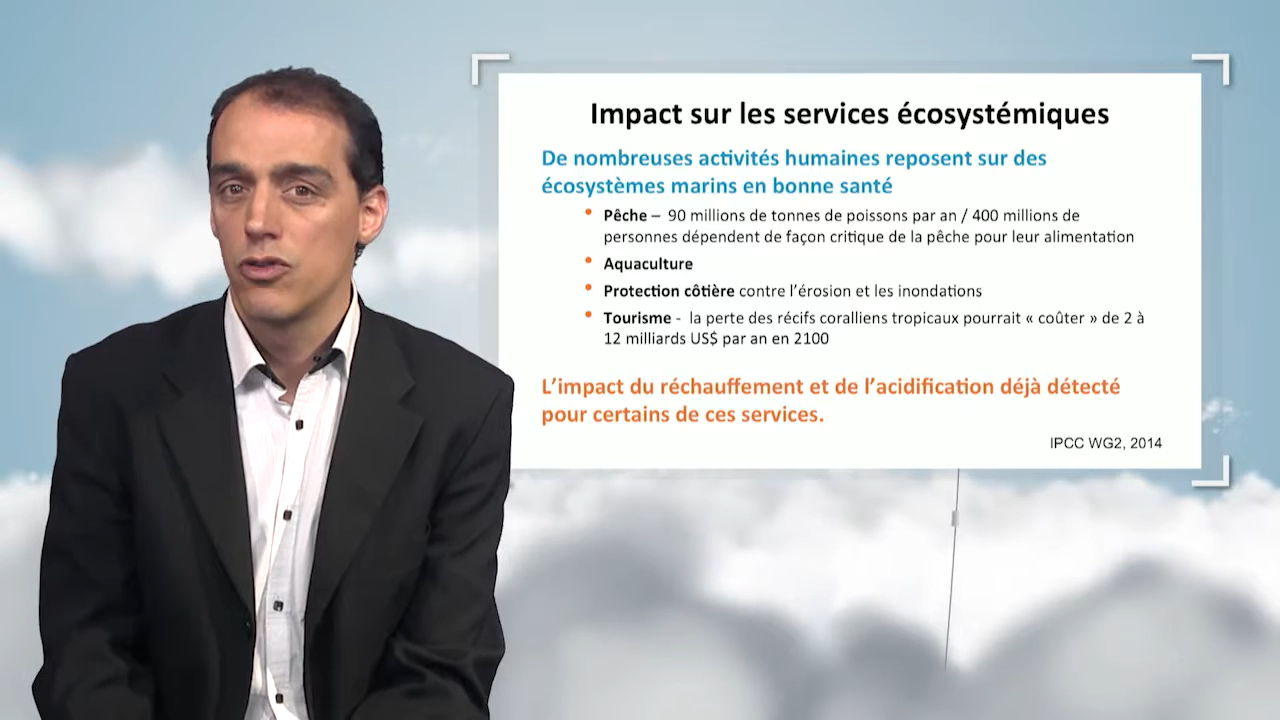 Impact sur les services écosystémiques
De nombreuses activités humaines reposent sur des
écosystèmes marins en bonne santé
• Pêche – 90 millions de tonnes de poissons par an / 400 millions de
personnes dépendent de façon critique de la pêche pour leur alimentation
• Aquaculture
• Protection côtière contre l'érosion et les inondations
• Tourisme - la perte des récifs coralliens tropicaux pourrait « coûter » de 2 à
12 milliards US$ par an en 2100
L'impact du réchauffement et de l'acidification déjà détecté
pour certains de ces services.
IPCC WG2, 2014